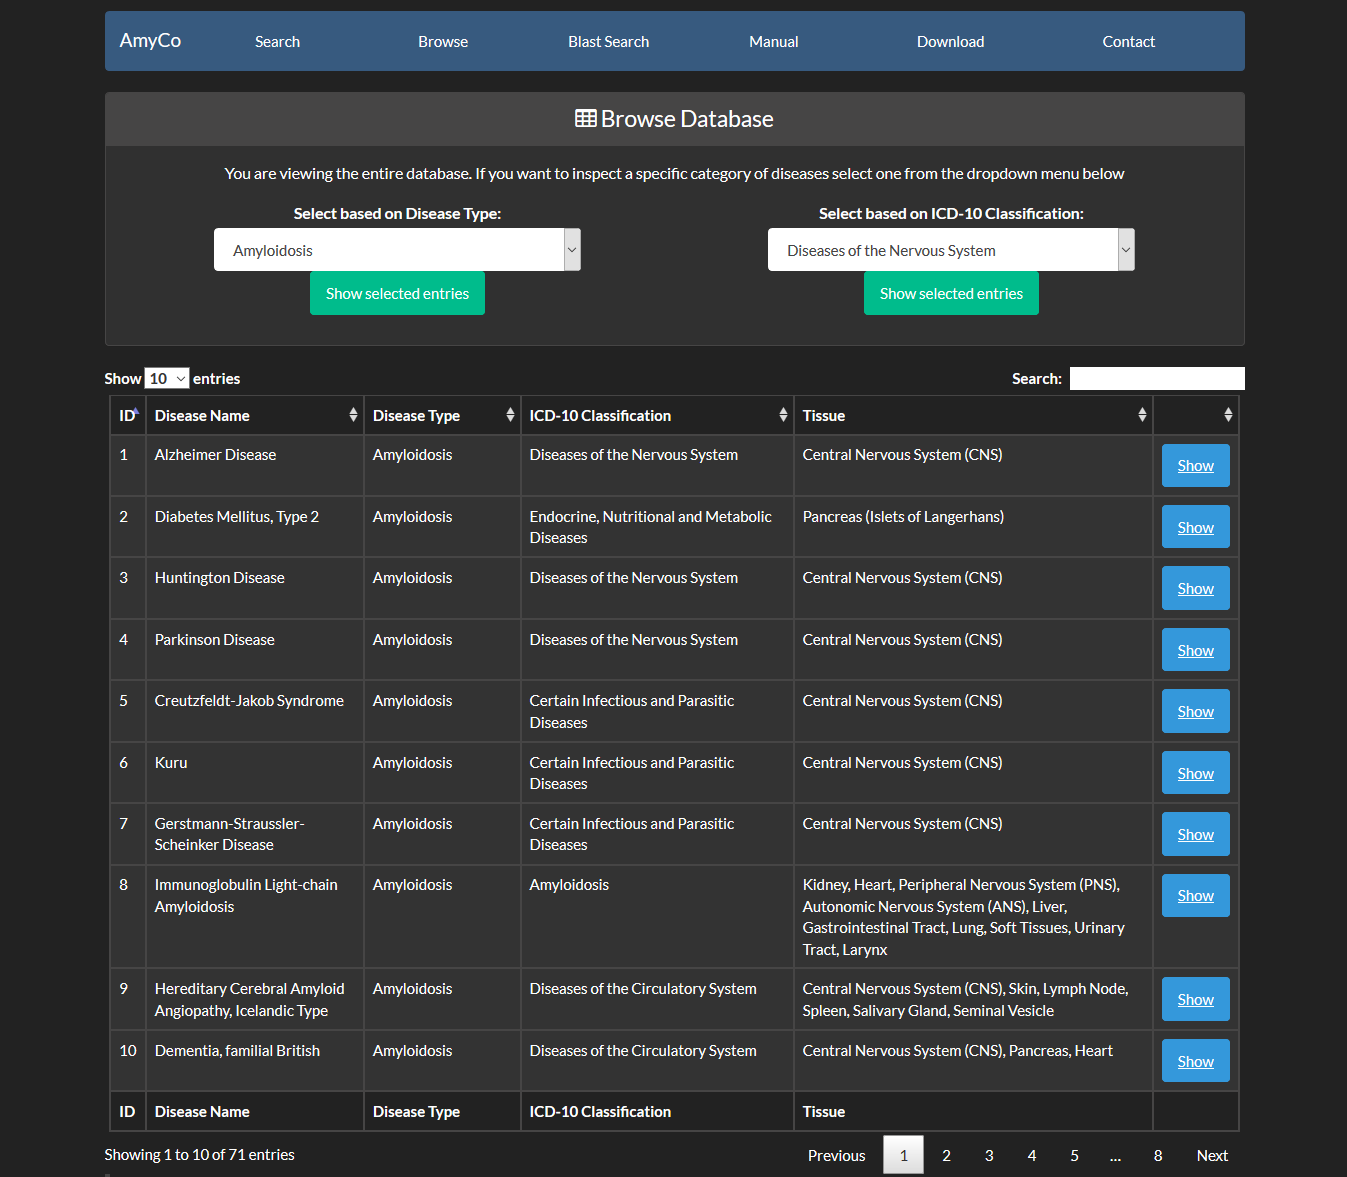 AmyCo Search Browse Blast Search Manual Download Contact
Browse Database
You are viewing the entire database. If you want to inspect a specific category of diseases select one from the dropdown menu below
Select based on Disease Type: Select based on ICD-10 Classification:
Amyloidosis Diseases of the Nervous System
Show selected entries Show selected entries
Show 10 entries Search:
ID Disease Name Disease Type ICD-10 Classification Tissue
1 Alzheimer Disease Amyloidosis Diseases of the Nervous System Central Nervous System (CNS) Show
2 Diabetes Mellitus, Type 2 Amyloidosis Endocrine, Nutritional and Metabolic Pancreas (Islets of Langerhans) Show
Diseases
3 Huntington Disease Amyloidosis Diseases of the Nervous System Central Nervous System (CNS) Show
4 Parkinson Disease Amyloidosis Diseases of the Nervous System Central Nervous System (CNS) Show
5 Creutzfeldt-Jakob Syndrome Amyloidosis Certain Infectious and Parasitic Central Nervous System (CNS) Show
Diseases
6 Kuru Amyloidosis Certain Infectious and Parasitic Central Nervous System (CNS) Show
Diseases
7 Gerstmann-Straussler- Amyloidosis Certain Infectious and Parasitic Central Nervous System (CNS) Show
Scheinker Disease Diseases
8 Immunoglobulin Light-chain Amyloidosis Amyloidosis Kidney, Heart, Peripheral Nervous System (PNS), Show
Amyloidosis Autonomic Nervous System (ANS), Liver,
Gastrointestinal Tract, Lung, Soft Tissues, Urinary
Tract, Larynx
9 Hereditary Cerebral Amyloid Amyloidosis Diseases of the Circulatory System Central Nervous System (CNS), Skin, Lymph Node, Show
Angiopathy, Icelandic Type Spleen, Salivary Gland, Seminal Vesicle
10 Dementia, familial British Amyloidosis Diseases of the Circulatory System Central Nervous System (CNS), Pancreas, Heart Show
ID Disease Name Disease Type ICD-10 Classification Tissue
Showing 1 to 10 of 71 entries Previous 1 2 3 4 5 ... 8 Next